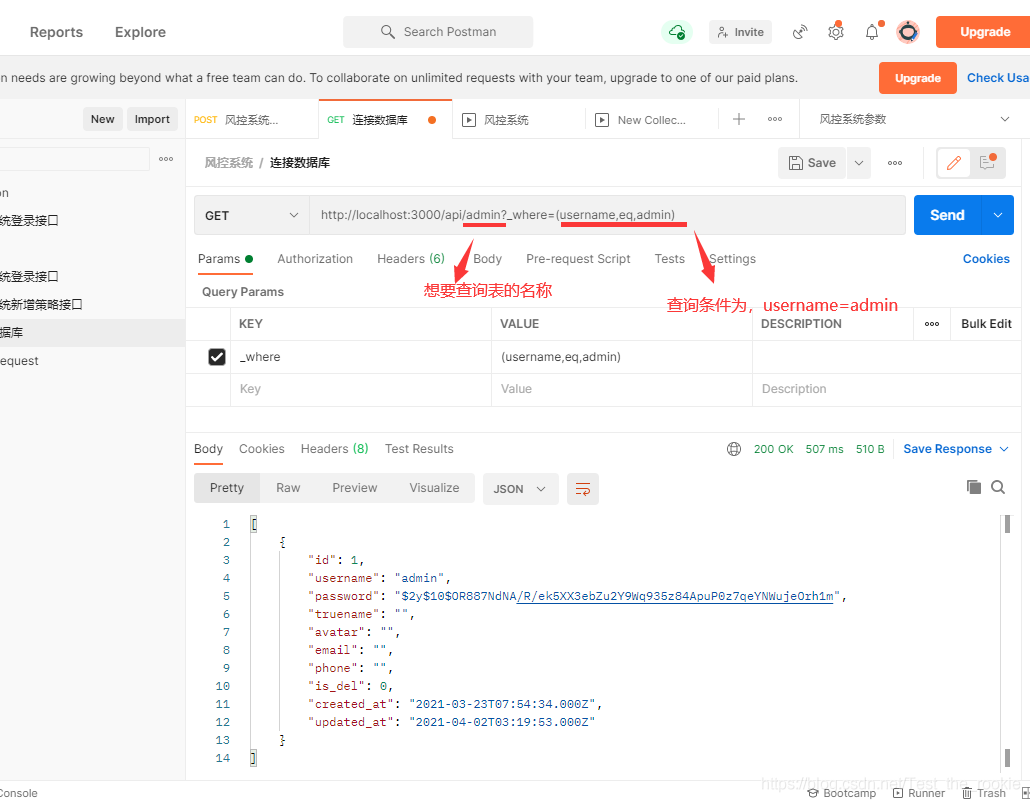 Reports Explore Search Postman Invite Upgrade
n needs are growing beyond what a free team can do. To collaborate on unlimited requests with your team, upgrade to one of our paid plans. Upgrade Check Usa
New Import POST 风控系统... GET 连接数据库 风控系统 New Collec... 风控系统参数
风控系统 / 连接数据库 Save
on
统登录接口
统登录接口
统新增策略接口
据库
equest
GET http://localhost:3000/api/admin?_where=(username,eq,admin) Send
Params Authorization Headers (6) Body Pre-request Script Tests Settings Cookies
想要查询表的名称
查询条件为，username=admin
Query Params
KEY VALUE DESCRIPTION Bulk Edit
_where (username,eq,admin)
Key Value Description
Body Cookies Headers (8) Test Results 200 OK 507 ms 510 B Save Response
Pretty Raw Preview Visualize JSON
1 [
2 {
3 "id": 1,
4 "username": "admin",
5 "password": "$2y$10$OR887NdNA/R/ek5XX3ebZu2Y9Wq935z84ApuP0z7qeYNWujeOrh1m",
6 "truename": "",
7 "avatar": "",
8 "email": "",
9 "phone": "",
10 "is_del": 0,
11 "created_at": "2021-03-23T07:54:34.000Z",
12 "updated_at": "2021-04-02T03:19:53.000Z"
13 }
14 ]
https://blog.csdn.net/Test_the_rookie
Console Bootcamp Runner Trash